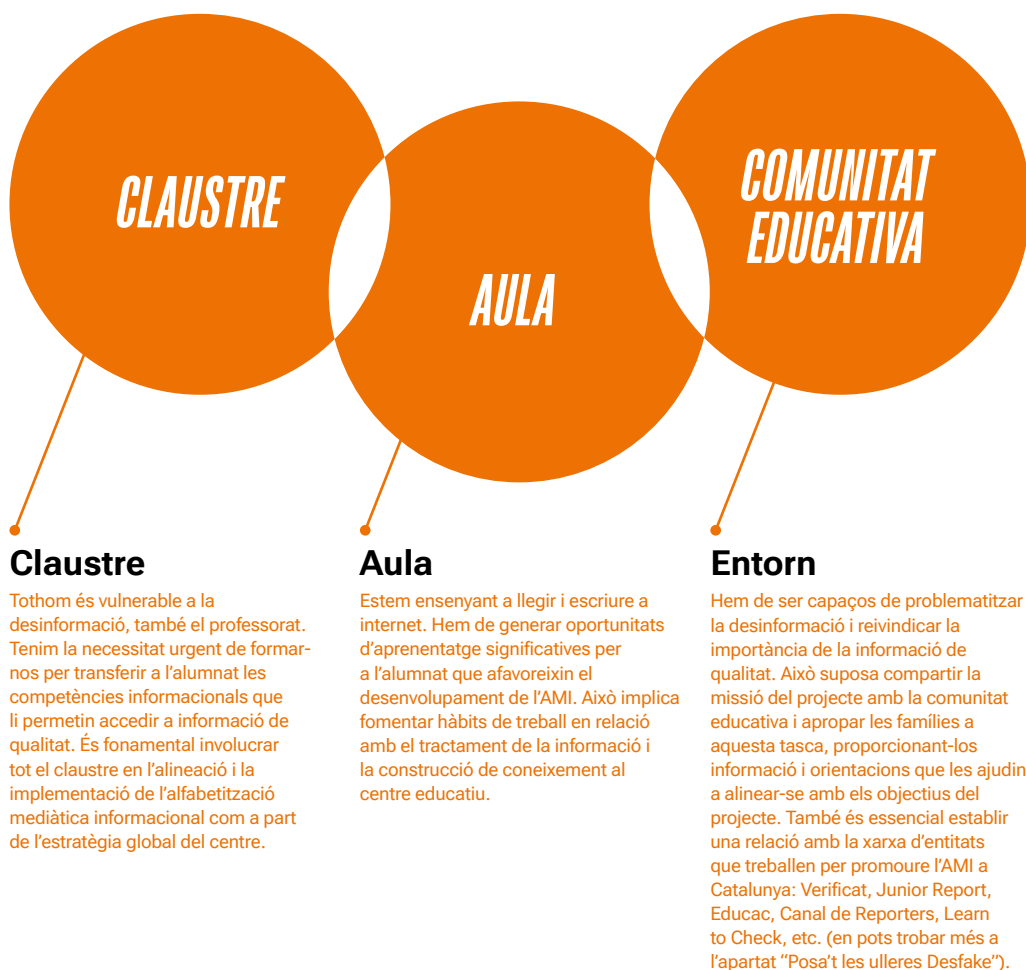 CLAUSTRE
AULA
COMUNITAT
EDUCATIVA
Claustre
Tothom és vulnerable a la
desinformació, també el professorat.
Tenim la necessitat urgent de formar-
nos per transferir a l’alumnat les
competències informacionals que
li permetin accedir a informació de
qualitat. És fonamental involucrar
tot el claustre en l’alineació i la
implementació de l’alfabetització
mediàtica informacional com a part
de l’estratègia global del centre.
Aula
Estem ensenyant a llegir i escriure a
internet. Hem de generar oportunitats
d’aprenentatge significatives per
a l’alumnat que afavoreixin el
desenvolupament de l’AMI. Això implica
fomentar hàbits de treball en relació
amb el tractament de la informació i
la construcció de coneixement al
centre educatiu.
Entorn
Hem de ser capaços de problematitzar
la desinformació i reivindicar la
importància de la informació de
qualitat. Això suposa compartir la
missió del projecte amb la comunitat
educativa i apropar les famílies a
aquesta tasca, proporcionant-los
informació i orientacions que les ajudin
a alinear-se amb els objectius del
projecte. També és essencial establir
una relació amb la xarxa d’entitats
que treballen per promoure l’AMI a
Catalunya: Verificat, Junior Report,
Educac, Canal de Reporters, Learn
to Check, etc. (en pots trobar més a
l’apartat “Posa’t les ulleres Desfake”).